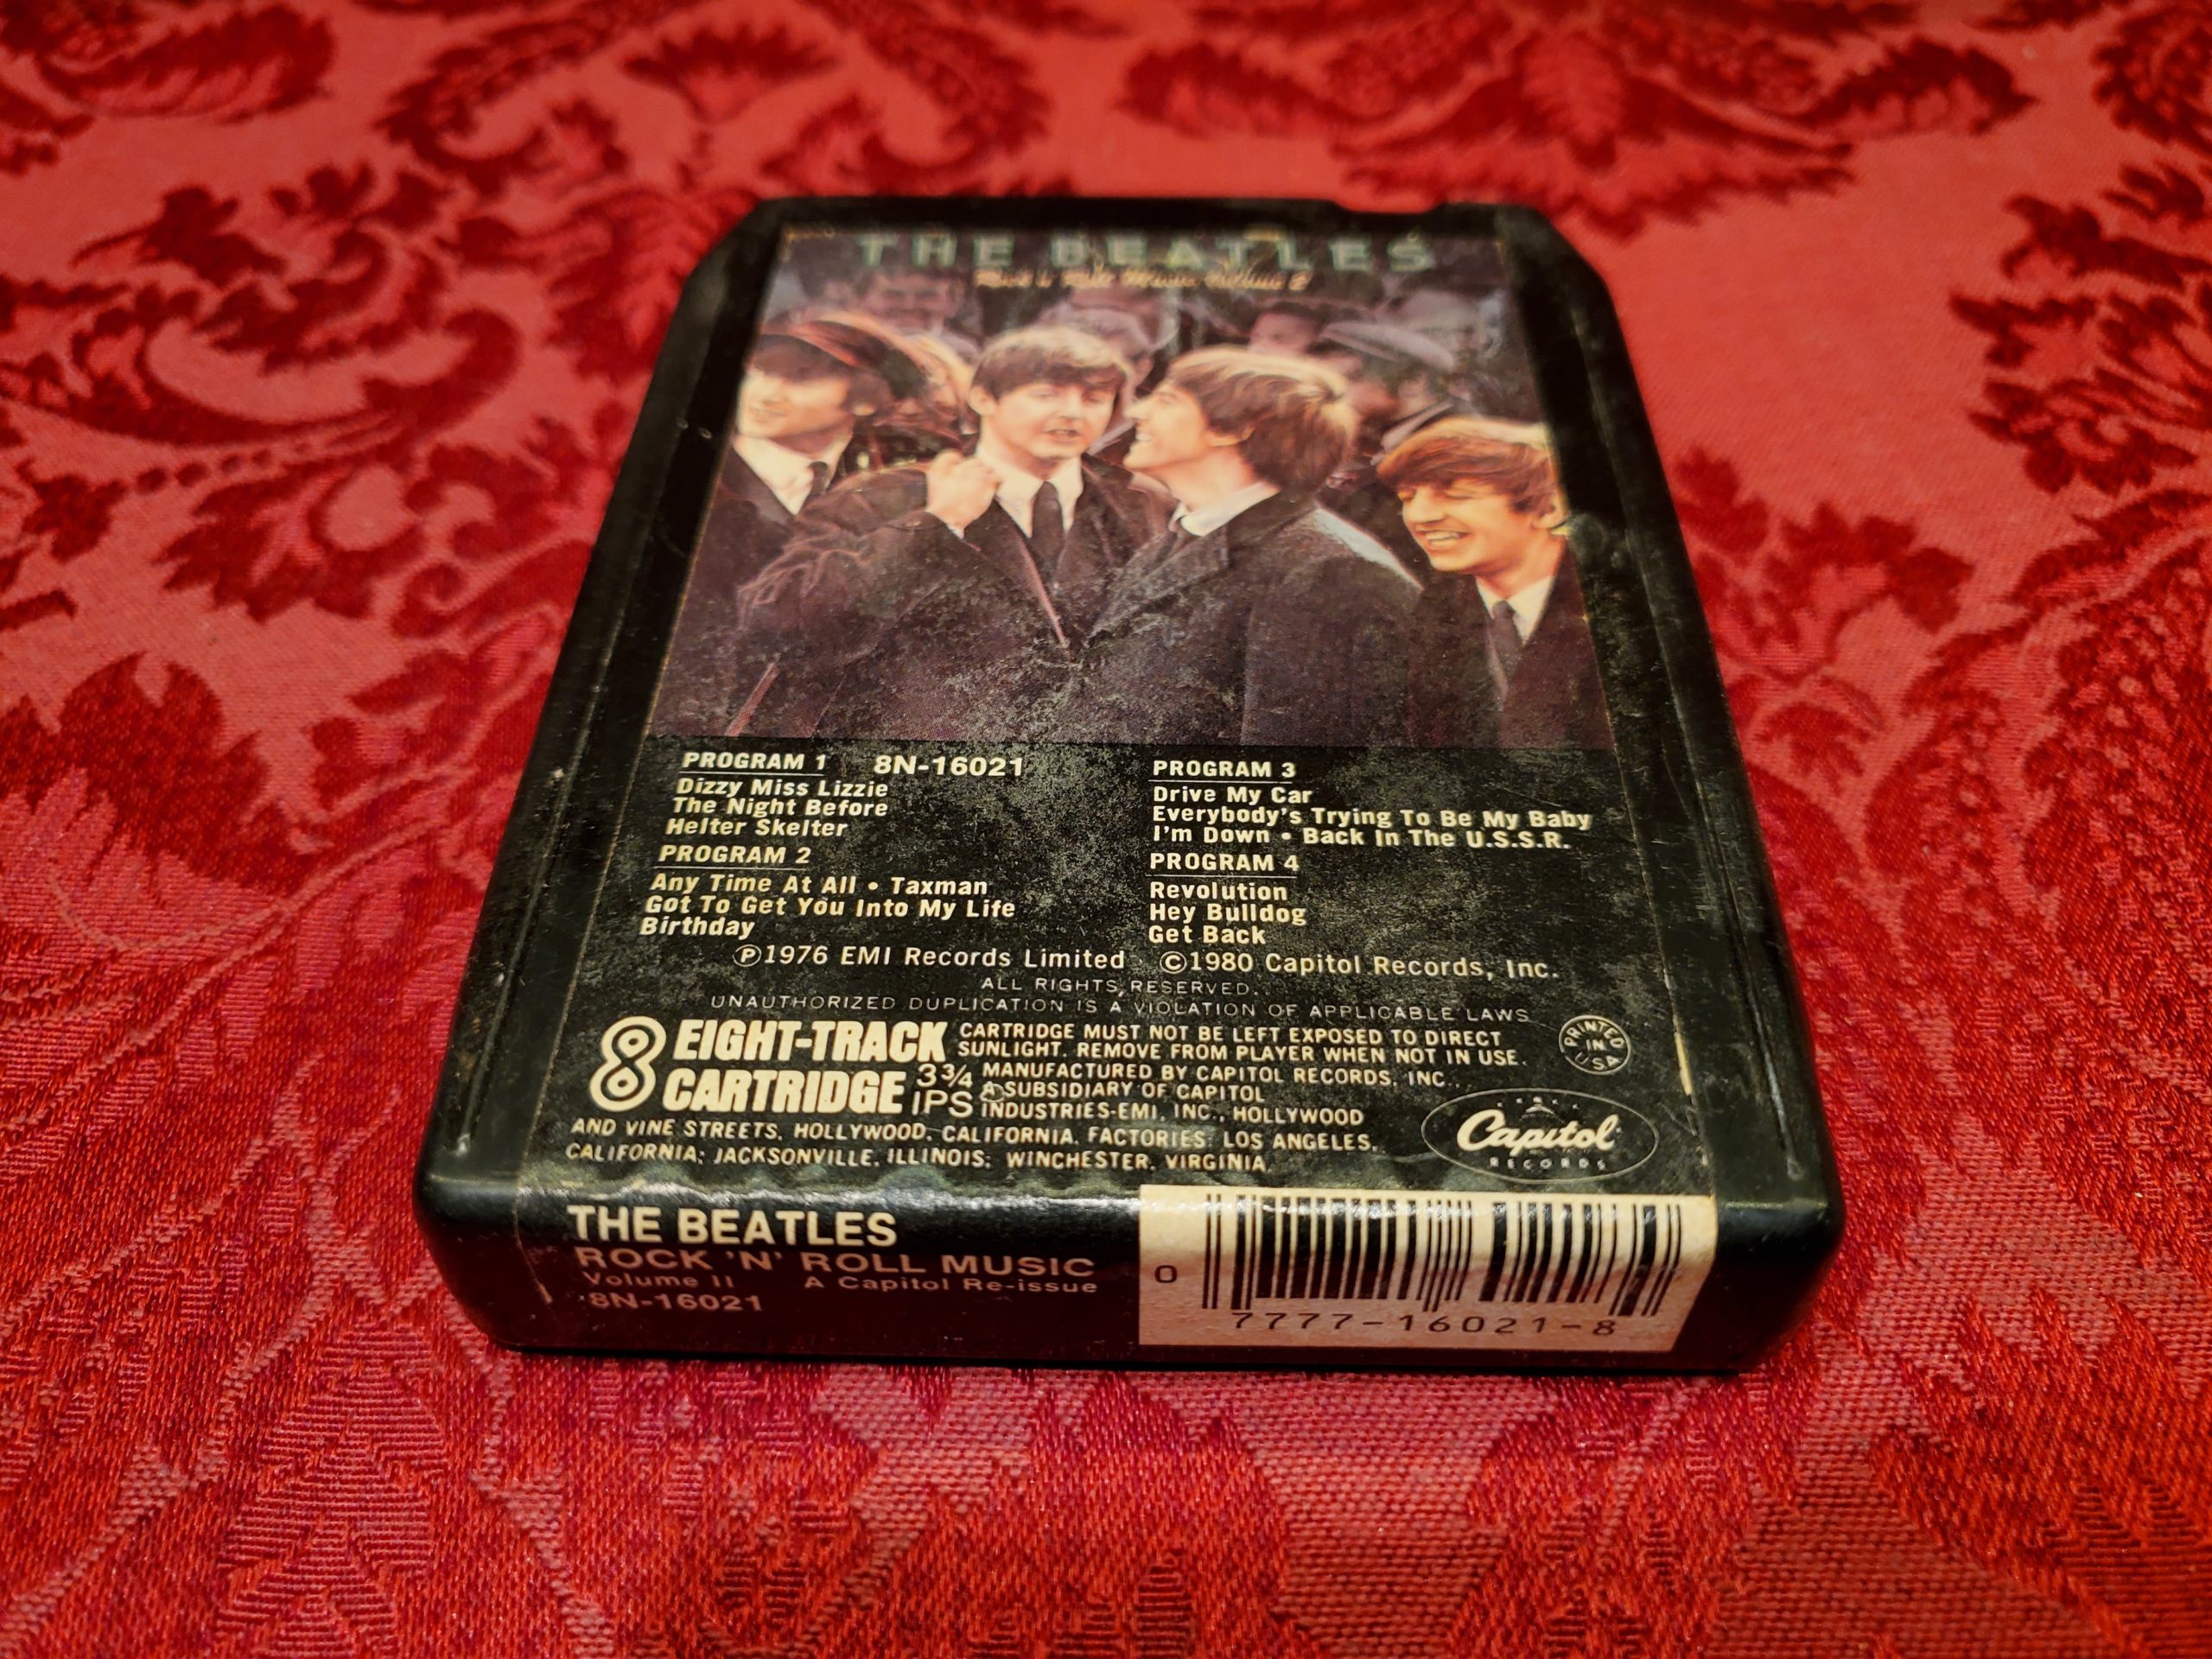 THE BEATLES
Rock 'n' Roll Music Volume 2
PROGRAM 1 8N-16021
Dizzy Miss Lizzie
The Night Before
Helter Skelter
PROGRAM 2
Any Time At All • Taxman
Got To Get You Into My Life
Birthday
PROGRAM 3
Drive My Car
Everybody's Trying To Be My Baby
I'm Down • Back In The U.S.S.R.
PROGRAM 4
Revolution
Hey Bulldog
Get Back
Ⓟ1976 EMI Records Limited ©1980 Capitol Records, Inc.
ALL RIGHTS RESERVED.
UNAUTHORIZED DUPLICATION IS A VIOLATION OF APPLICABLE LAWS
8 EIGHT-TRACK
CARTRIDGE 3¾
IPS
CARTRIDGE MUST NOT BE LEFT EXPOSED TO DIRECT
SUNLIGHT. REMOVE FROM PLAYER WHEN NOT IN USE.
MANUFACTURED BY CAPITOL RECORDS, INC.,
A SUBSIDIARY OF CAPITOL
INDUSTRIES-EMI, INC., HOLLYWOOD
AND VINE STREETS, HOLLYWOOD, CALIFORNIA. FACTORIES: LOS ANGELES,
CALIFORNIA; JACKSONVILLE, ILLINOIS; WINCHESTER, VIRGINIA
PRINTED
IN
USA
Capitol
RECORDS
THE BEATLES
ROCK 'N' ROLL MUSIC
Volume II A Capitol Re-issue
8N-16021
0
7777-16021-8